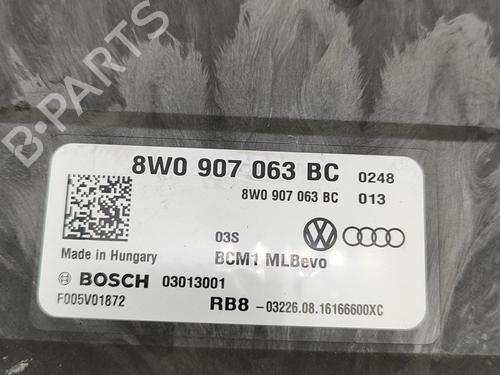 B-PARTS
8W0 907 063 BC 0248
8W0 907 063 BC 013
03S
Made in Hungary BCM1 MLBevo
BOSCH 03013001
F005V01872 RB8 -03226.08.16166600XC